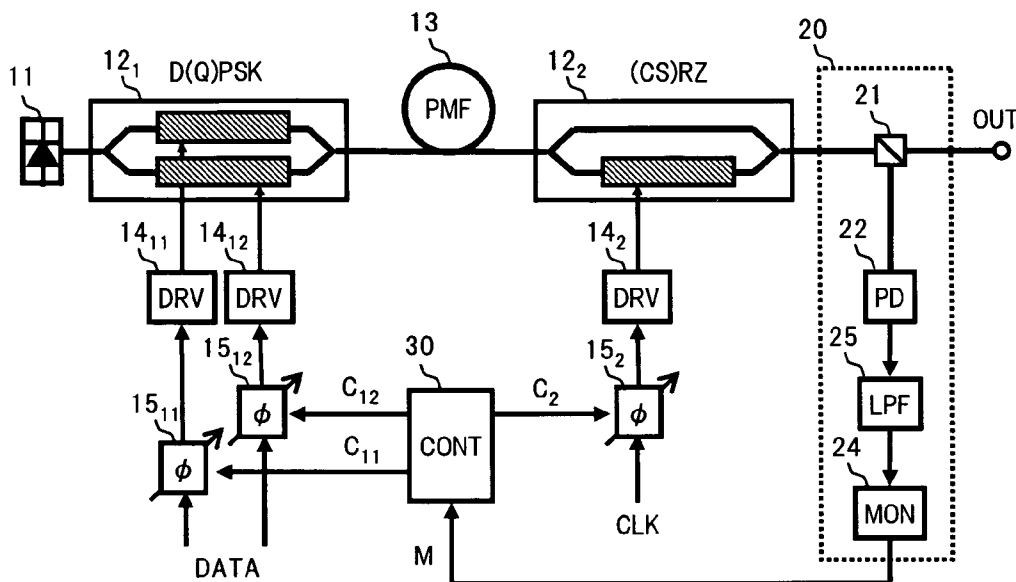 13
20
D(Q)PSK
(CS)RZ
12₁
12₂
11
21
PMF
OUT
14₁₁
14₁₂
14₂
22
DRV
DRV
DRV
PD
15₁₂
30
15₂
25
C₁₂
C₂
LPF
15₁₁
ϕ
ϕ
CONT
C₁₁
24
ϕ
MON
CLK
DATA
M